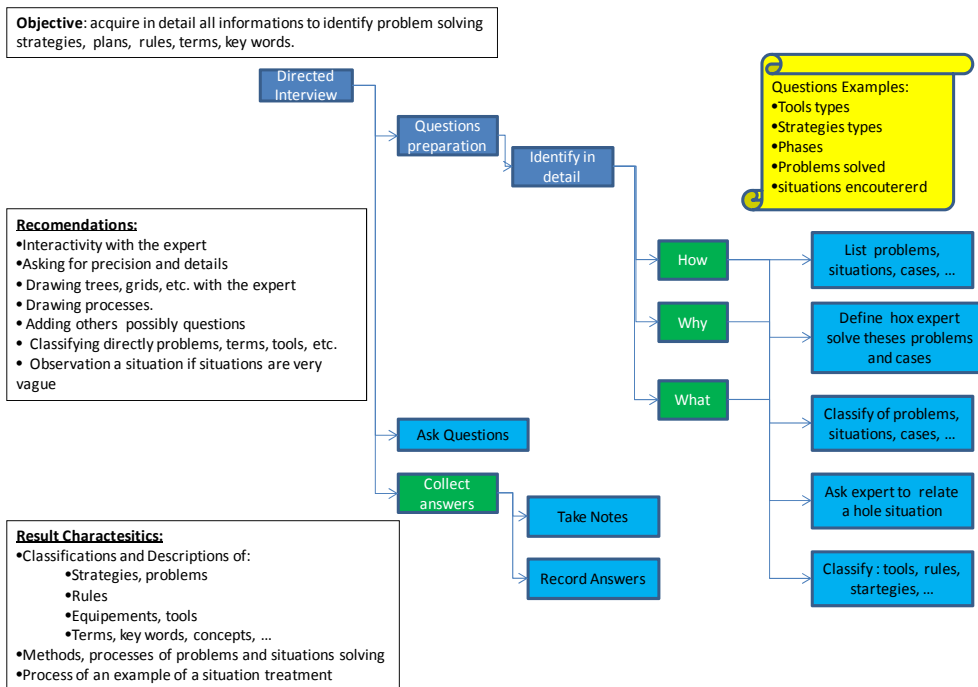 Objective: acquire in detail all informations to identify problem solving
strategies, plans, rules, terms, key words.
Directed
Interview
Questions
preparation
Identify in
detail
Questions Examples:
•Tools types
•Strategies types
•Phases
•Problems solved
•situations encoutererd
Recomendations:
•Interactivity with the expert
•Asking for precision and details
• Drawing trees, grids, etc. with the expert
•Drawing processes.
•Adding others possibly questions
• Classifying directly problems, terms, tools, etc.
• Observation a situation if situations are very
vague
How
Why
What
List problems,
situations, cases, ...
Define hox expert
solve theses problems
and cases
Classify of problems,
situations, cases, ...
Ask expert to relate
a hole situation
Classify : tools, rules,
startegies, ...
Ask Questions
Collect
answers
Take Notes
Record Answers
Result Charactesitics:
•Classifications and Descriptions of:
•Strategies, problems
•Rules
•Equipements, tools
•Terms, key words, concepts, ...
•Methods, processes of problems and situations solving
•Process of an example of a situation treatment